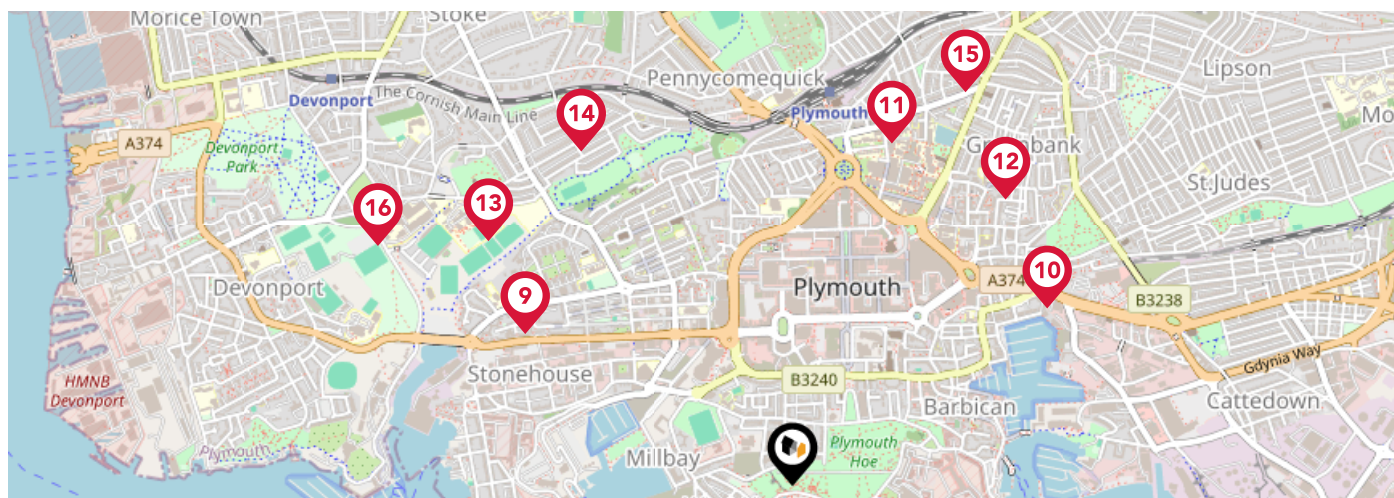 Morice Town
Stoke
15
Pennycomequick
Lipson
Devonport
The Cornish Main Line
14
Plymouth
11
A374
Devonport
Park
12
St.Judes
16
13
Devonport
9
Plymouth
A374
10
B3238
HMNB
Devonport
Stonehouse
B3240
Gdynia Way
Barbican
Cattedown
Plymouth
Millbay
Plymouth
Hoe